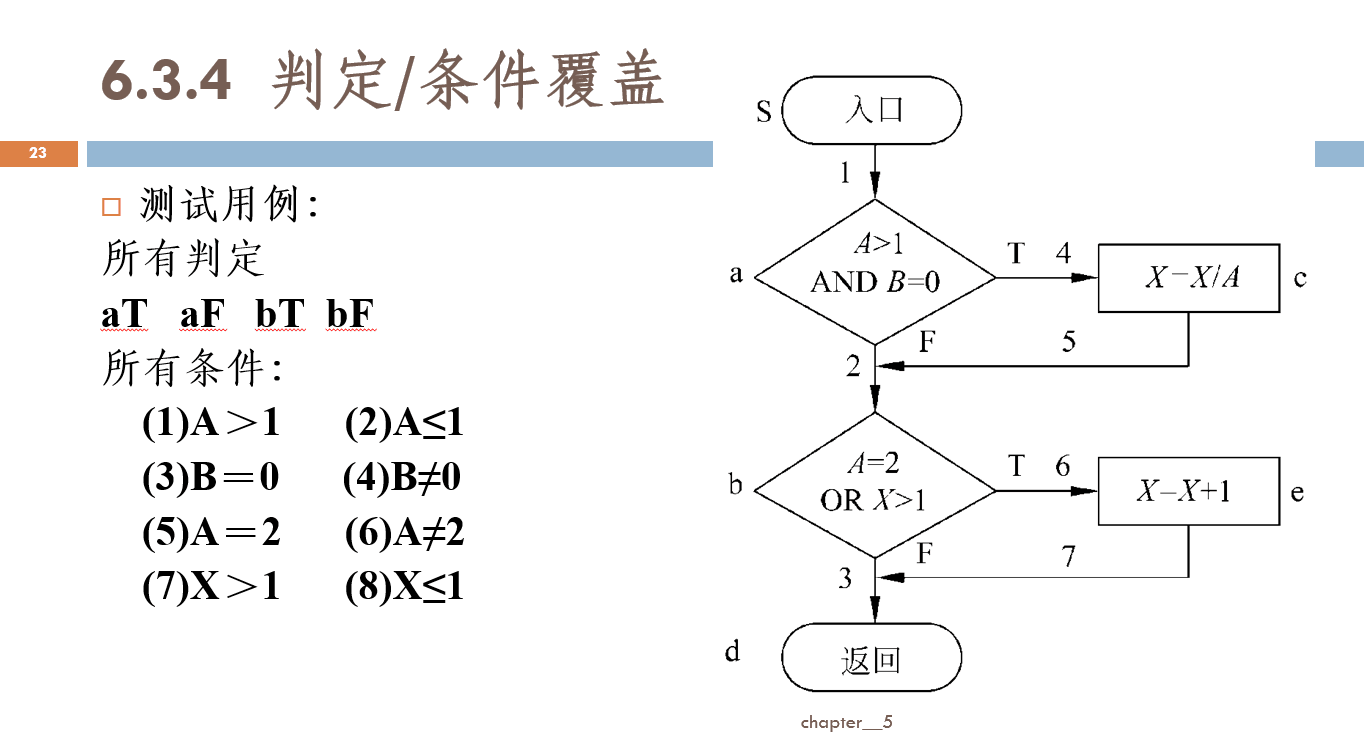 6.3.4 判定/条件覆盖
23
测试用例：
所有判定
aT aF bT bF
所有条件：
(1)A＞1 (2)A≤1
(3)B＝0 (4)B≠0
(5)A＝2 (6)A≠2
(7)X＞1 (8)X≤1
S 入口
1
a
A>1
AND B=0
T 4
X－X/A
c
F 5
2
b
A=2
OR X>1
T 6
X–X+1
e
F 7
3
d 返回
chapter__5